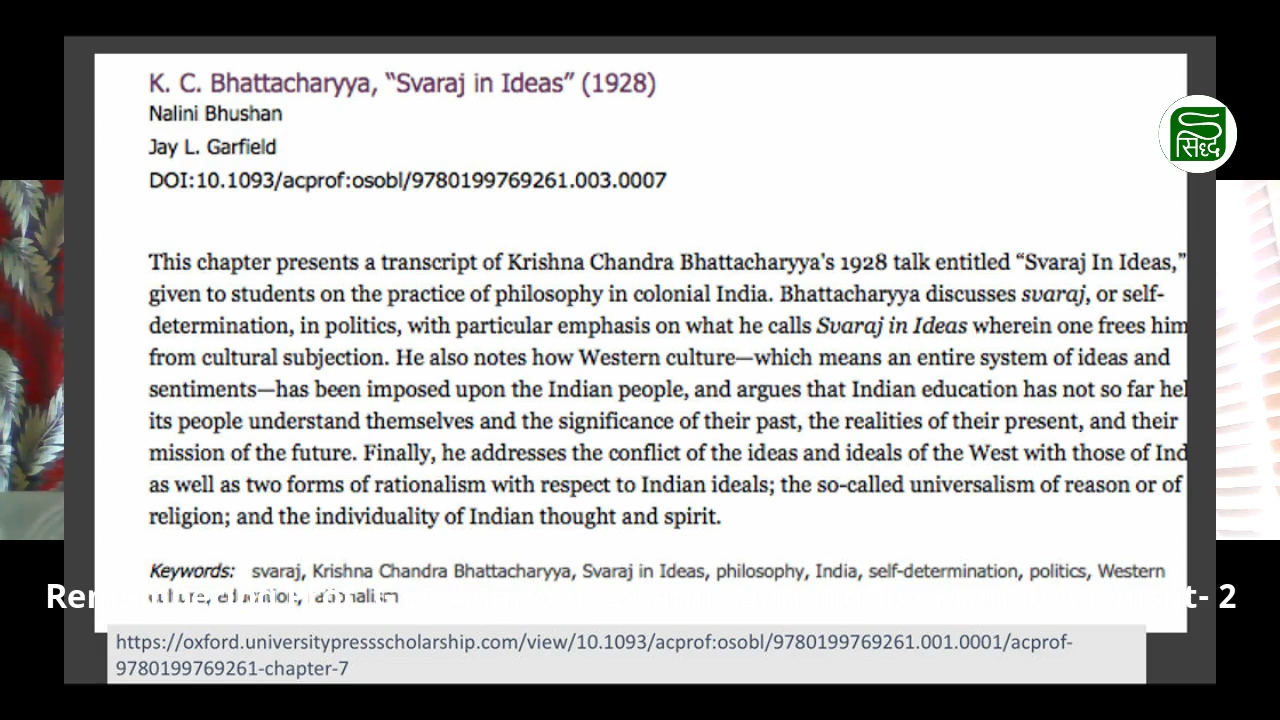 K. C. Bhattacharyya, “Svaraj in Ideas” (1928)
Nalini Bhushan
Jay L. Garfield
DOI:10.1093/acprof:osobl/9780199769261.003.0007
सिद्ध
This chapter presents a transcript of Krishna Chandra Bhattacharyya's 1928 talk entitled “Svaraj In Ideas,”
given to students on the practice of philosophy in colonial India. Bhattacharyya discusses svaraj, or self-
determination, in politics, with particular emphasis on what he calls Svaraj in Ideas wherein one frees him
from cultural subjection. He also notes how Western culture—which means an entire system of ideas and
sentiments—has been imposed upon the Indian people, and argues that Indian education has not so far hel
its people understand themselves and the significance of their past, the realities of their present, and their
mission of the future. Finally, he addresses the conflict of the ideas and ideals of the West with those of Ind
as well as two forms of rationalism with respect to Indian ideals; the so-called universalism of reason or of
religion; and the individuality of Indian thought and spirit.
Keywords: svaraj, Krishna Chandra Bhattacharyya, Svaraj in Ideas, philosophy, India, self-determination, politics, Western
culture, education, rationalism
2
https://oxford.universitypressscholarship.com/view/10.1093/acprof:osobl/9780199769261.001.0001/acprof-
9780199769261-chapter-7